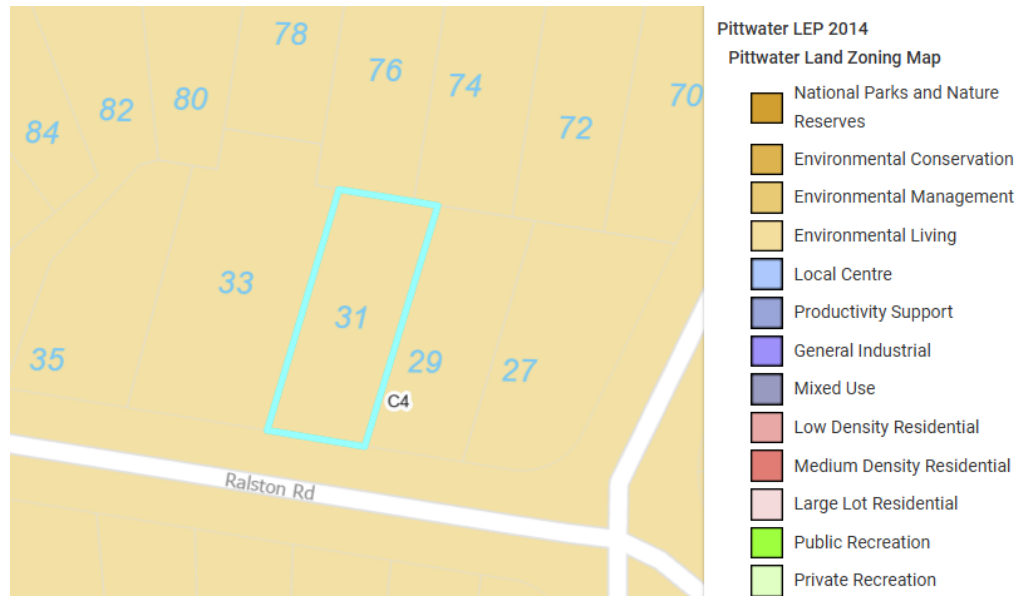 78
76
74
70
82
80
72
84
33
31
35
29
27
C4
Ralston Rd
Pittwater LEP 2014
Pittwater Land Zoning Map
National Parks and Nature
Reserves
Environmental Conservation
Environmental Management
Environmental Living
Local Centre
Productivity Support
General Industrial
Mixed Use
Low Density Residential
Medium Density Residential
Large Lot Residential
Public Recreation
Private Recreation